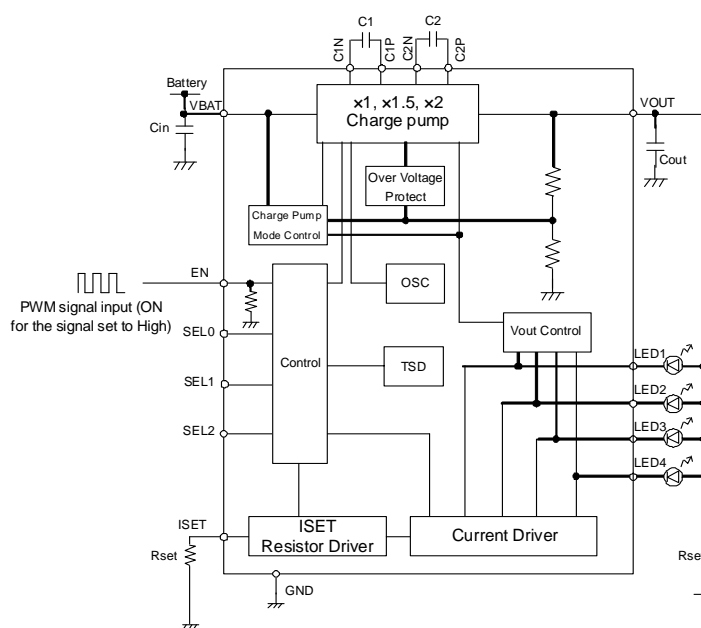 C1
C2
C1N
C1P
C2N
C2P
Battery
VBAT
VOUT
×1, ×1.5, ×2
Charge pump
Cin
Cout
Over Voltage
Protect
Charge Pump
Mode Control
EN
OSC
PWM signal input (ON
for the signal set to High)
SEL0
Vout Control
Control
TSD
LED1
SEL1
LED2
SEL2
LED3
LED4
ISET
ISET
Resistor Driver
Current Driver
Rset
Rse
GND